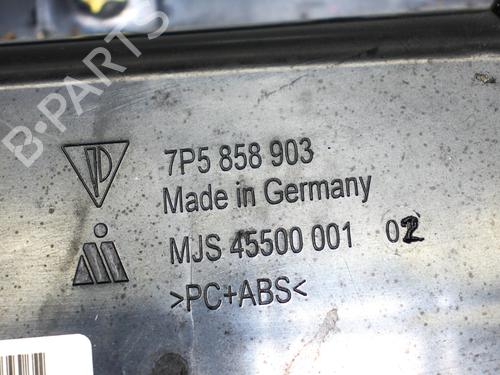 B-PARTS
7P5 858 903
Made in Germany
MJS 45500 001 02
>PC+ABS<